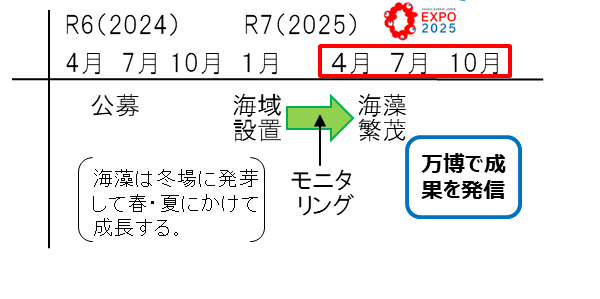 R6(2024) R7(2025)
OSAKA, KANSAI, JAPAN
EXPO
2025
4月 7月 10月 1月 4月 7月 10月
公募
海域
設置
海藻
繁茂
モニタ
リング
万博で成
果を発信
海藻は冬場に発芽
して春・夏にかけて
成長する。